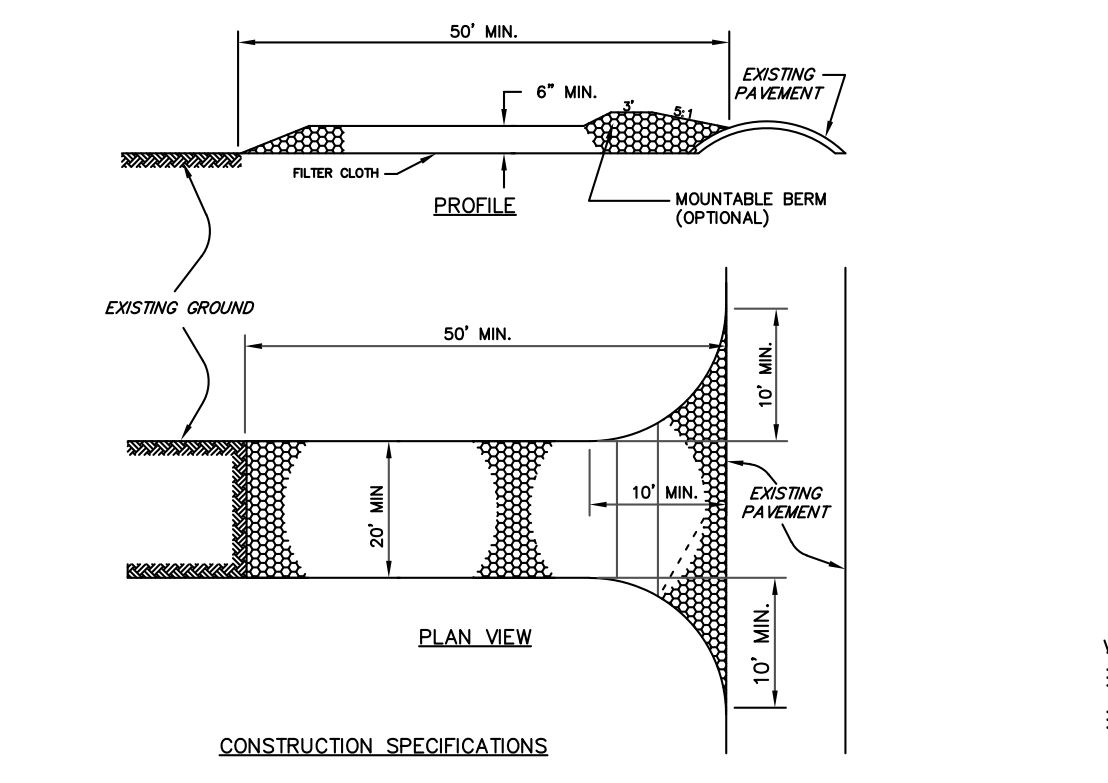 50' MIN.
EXISTING
PAVEMENT
6" MIN.
3'
5:1
FILTER CLOTH
PROFILE
MOUNTABLE BERM
(OPTIONAL)
EXISTING GROUND
50' MIN.
10' MIN.
20' MIN
10' MIN.
EXISTING
PAVEMENT
10' MIN.
PLAN VIEW
CONSTRUCTION SPECIFICATIONS